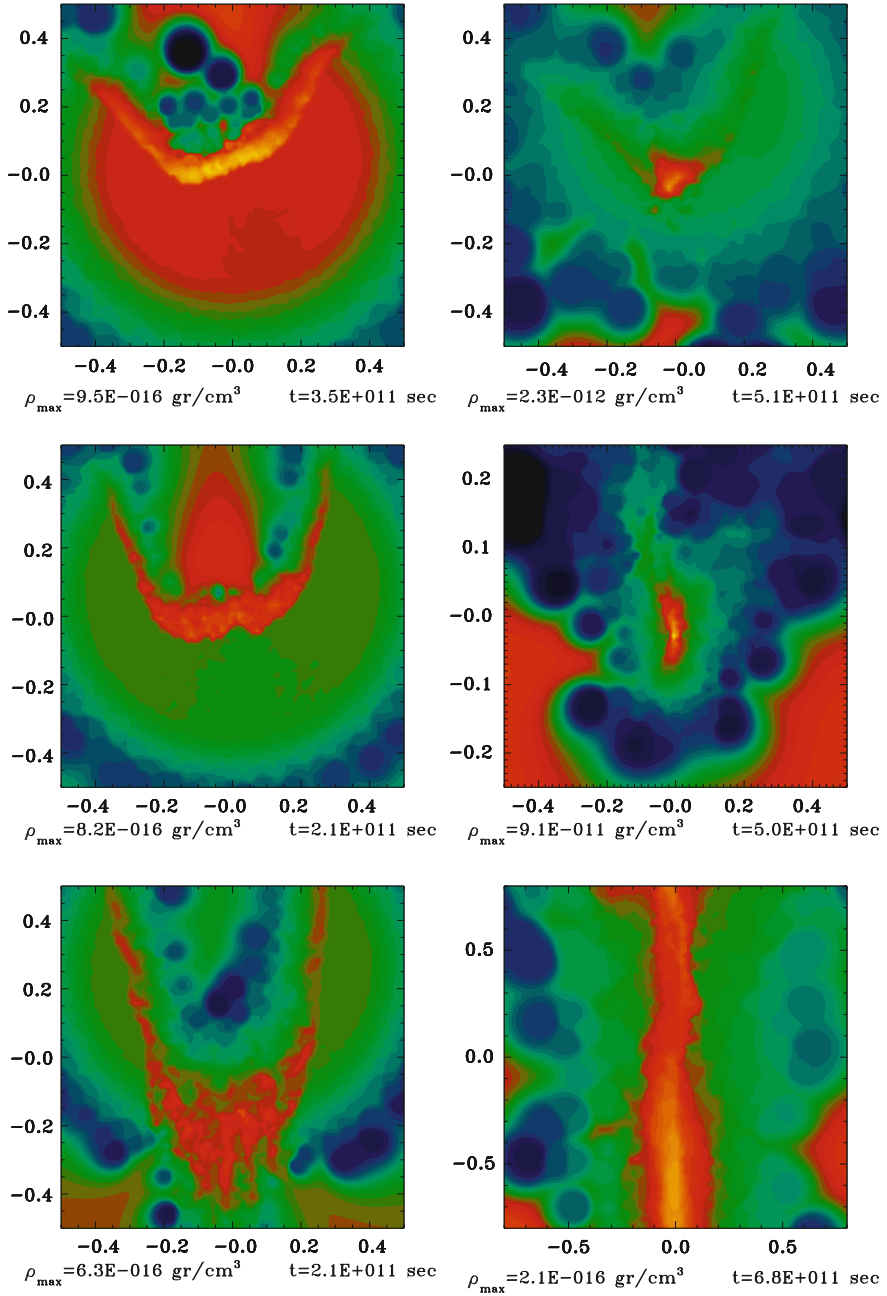 0.4
0.2
−0.0
−0.2
−0.4
−0.4 −0.2 −0.0 0.2 0.4
ρmax=9.5E−016 gr/cm³ t=3.5E+011 sec
0.4
0.2
−0.0
−0.2
−0.4
−0.4 −0.2 −0.0 0.2 0.4
ρmax=2.3E−012 gr/cm³ t=5.1E+011 sec
0.4
0.2
−0.0
−0.2
−0.4
−0.4 −0.2 −0.0 0.2 0.4
ρmax=8.2E−016 gr/cm³ t=2.1E+011 sec
0.2
0.1
−0.0
−0.1
−0.2
−0.4 −0.2 −0.0 0.2 0.4
ρmax=9.1E−011 gr/cm³ t=5.0E+011 sec
0.4
0.2
−0.0
−0.2
−0.4
−0.4 −0.2 −0.0 0.2 0.4
ρmax=6.3E−016 gr/cm³ t=2.1E+011 sec
0.5
0.0
−0.5
−0.5 0.0 0.5
ρmax=2.1E−016 gr/cm³ t=6.8E+011 sec